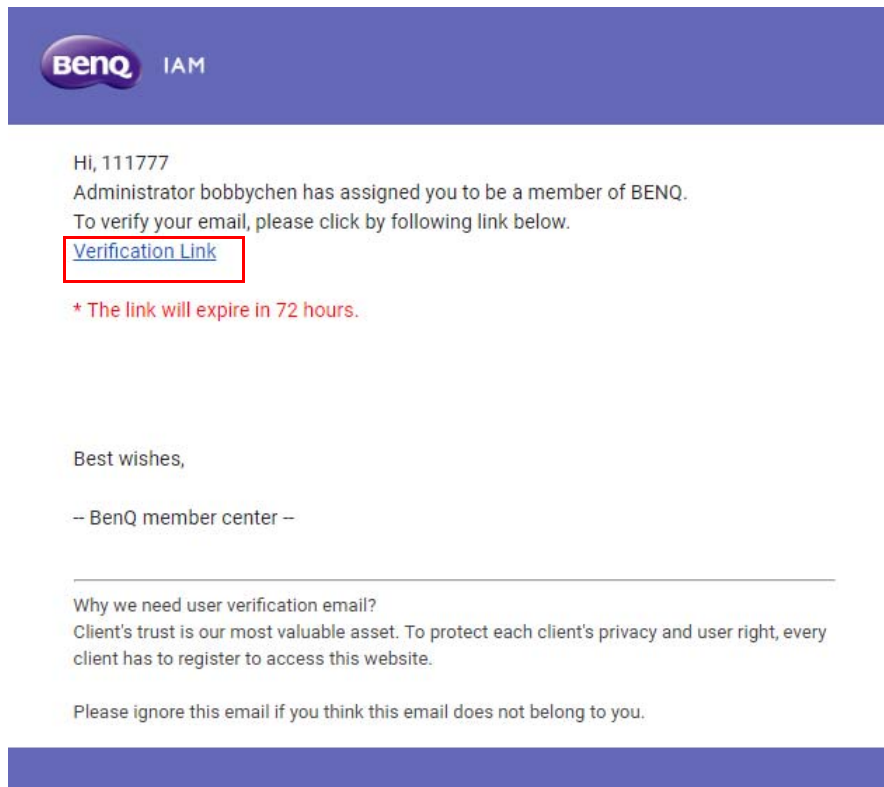 BenQ IAM
Hi, 111777
Administrator bobbychen has assigned you to be a member of BENQ.
To verify your email, please click by following link below.
Verification Link
* The link will expire in 72 hours.
Best wishes,
-- BenQ member center --
Why we need user verification email?
Client's trust is our most valuable asset. To protect each client's privacy and user right, every
client has to register to access this website.
Please ignore this email if you think this email does not belong to you.